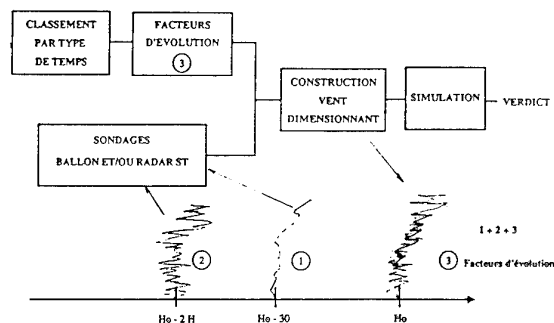 CLASSEMENT
PAR TYPE
DE TEMPS
FACTEURS
D'ÉVOLUTION
3
CONSTRUCTION
VENT
DIMENSIONNANT
SIMULATION
VERDICT
SONDAGES
BALLON ET/OU RADAR ST
2
1
1 + 2 + 3
3 Facteurs d'évolution
Ho - 2 H
Ho - 30
Ho